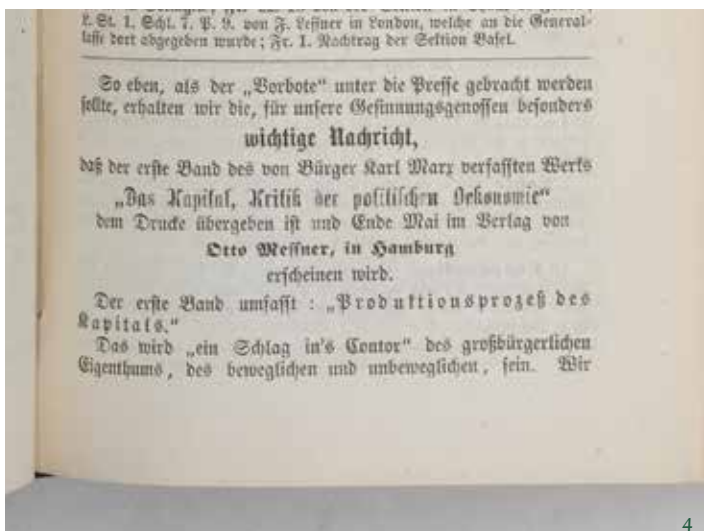 L. St. 1. Schl. 7. P. 9. von F. Leßner in London, welche an die General-
kasse dort abgegeben wurde; Fr. 1. Nachtrag der Sektion Basel.
So eben, als der „Vorbote“ unter die Presse gebracht werden
sollte, erhalten wir die, für unsere Gesinnungsgenossen besonders
wichtige Nachricht,
daß der erste Band des von Bürger Karl Marx verfaßten Werks
„Das Kapital, Kritik der politischen Oekonomie“
dem Drucke übergeben ist und Ende Mai im Verlag von
Otto Meissner, in Hamburg
erscheinen wird.
Der erste Band umfaßt : „Produktionsprozeß des
Kapitals.“
Das wird „ein Schlag in's Contor“ des großbürgerlichen
Eigenthums, des beweglichen und unbeweglichen, sein. Wir
4